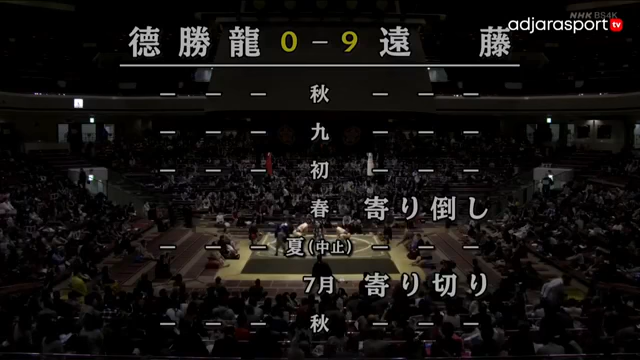 NHK BS4K
adjarasport tv
徳勝龍 0-9 遠藤
--- 秋 ---
--- 九 ---
--- 初 ---
春 寄り倒し
--- 夏(中止) ---
7月 寄り切り
--- 秋 ---